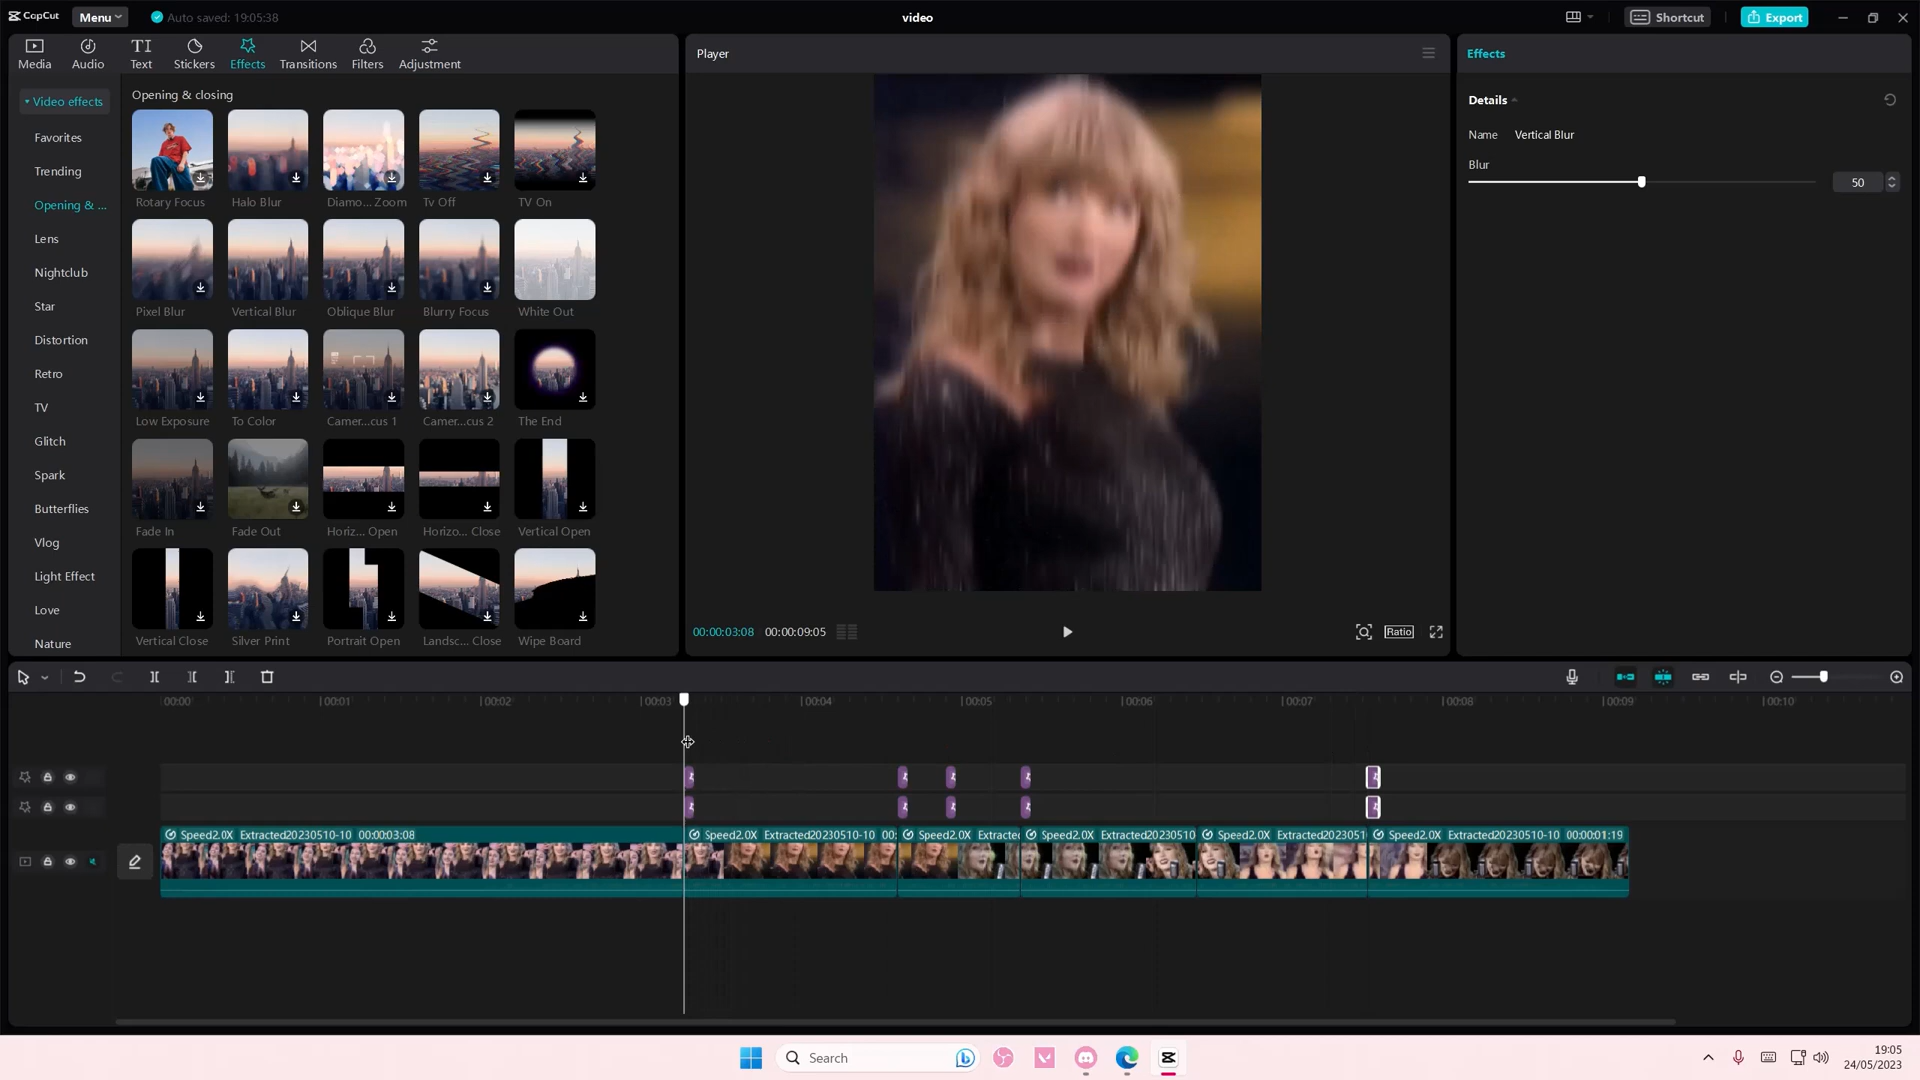 CapCut
Menu
Auto saved: 19:05:38
video
Shortcut
Export
Media
Audio
Text
Stickers
Effects
Transitions
Filters
Adjustment
Player
Effects
Video effects
Favorites
Trending
Opening & ...
Lens
Nightclub
Star
Distortion
Retro
TV
Glitch
Spark
Butterflies
Vlog
Light Effect
Love
Nature
Opening & closing
Rotary Focus
Halo Blur
Diamo... Zoom
Tv Off
TV On
Pixel Blur
Vertical Blur
Oblique Blur
Blurry Focus
White Out
Low Exposure
To Color
Camer...cus 1
Camer...cus 2
The End
Fade In
Fade Out
Horiz... Open
Horizo... Close
Vertical Open
Vertical Close
Silver Print
Portrait Open
Landsc... Close
Wipe Board
Details
Name Vertical Blur
Blur
50
00:00:03:08 00:00:09:05
Ratio
00:00
00:01
00:02
00:03
00:04
00:05
00:06
00:07
00:08
00:09
00:10
Speed2.0X Extracted20230510-10 00:00:03:08
Speed2.0X Extracted20230510-10 00:
Speed2.0X Extracte
Speed2.0X Extracted20230510
Speed2.0X Extracted2023051
Speed2.0X Extracted20230510-10 00:00:01:19
Search
19:05
24/05/2023